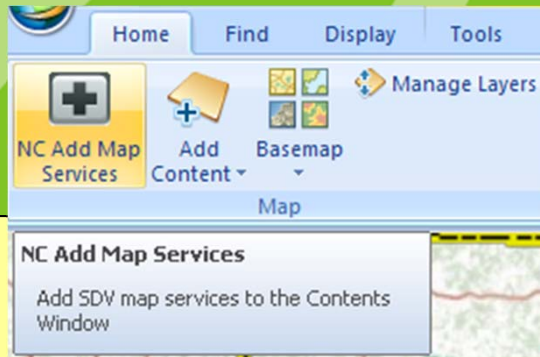 Home Find Display Tools
Manage Layers
NC Add Map Services
Add Content
Basemap
Map
NC Add Map Services
Add SDV map services to the Contents
Window